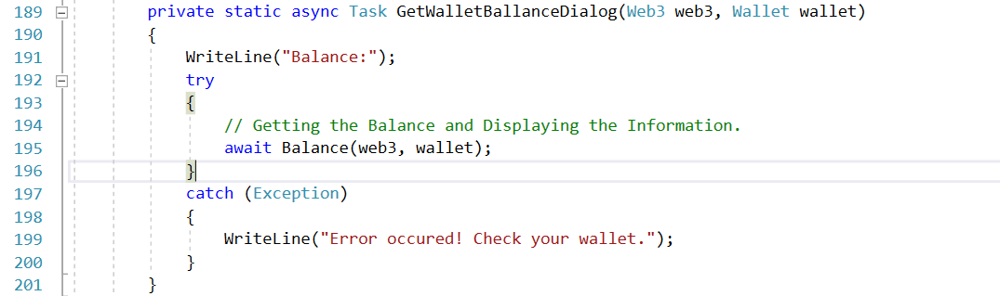 189 private static async Task GetWalletBallanceDialog(Web3 web3, Wallet wallet)
190 {
191 WriteLine("Balance:");
192 try
193 {
194 // Getting the Balance and Displaying the Information.
195 await Balance(web3, wallet);
196 }
197 catch (Exception)
198 {
199 WriteLine("Error occured! Check your wallet.");
200 }
201 }